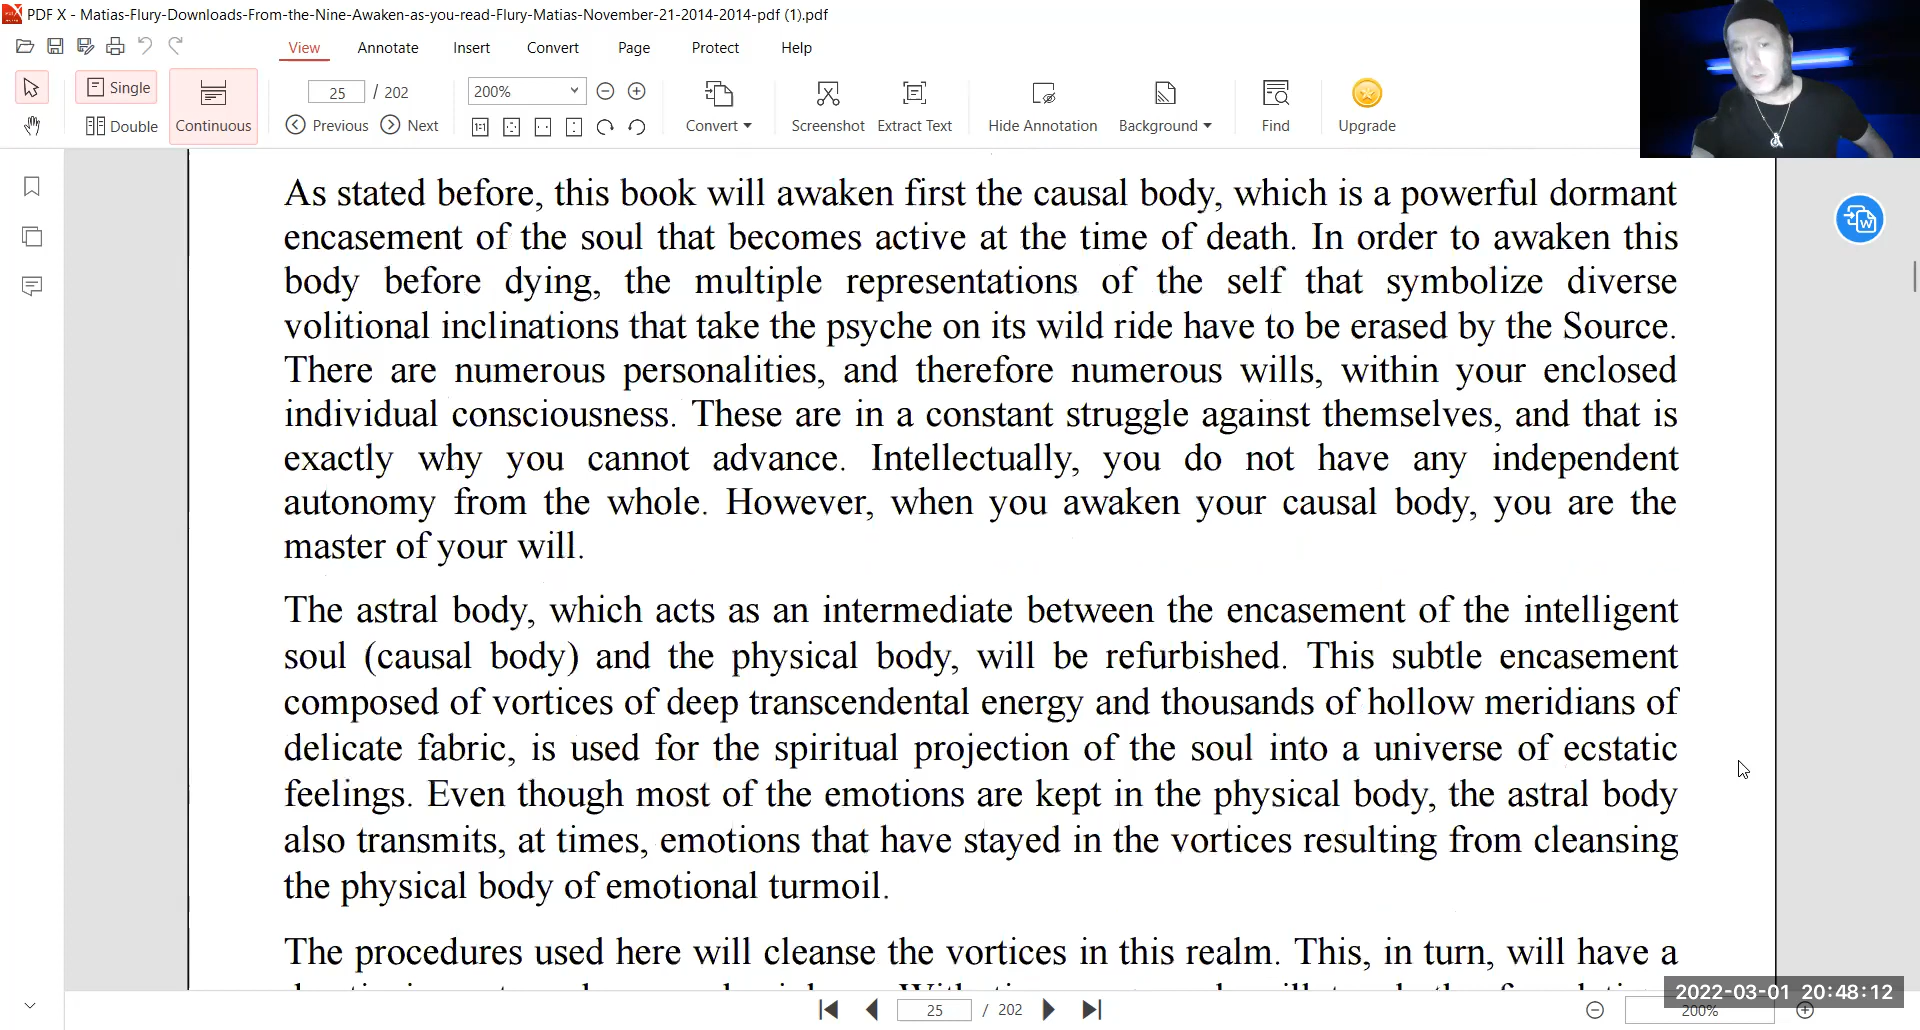 PDF X - Matias-Flury-Downloads-From-the-Nine-Awaken-as-you-read-Flury-Matias-November-21-2014-2014-pdf (1).pdf
View Annotate Insert Convert Page Protect Help
Single
Double
Continuous
25 / 202
Previous Next
200%
Convert
Screenshot
Extract Text
Hide Annotation
Background
Find
Upgrade
As stated before, this book will awaken first the causal body, which is a powerful dormant
encasement of the soul that becomes active at the time of death. In order to awaken this
body before dying, the multiple representations of the self that symbolize diverse
volitional inclinations that take the psyche on its wild ride have to be erased by the Source.
There are numerous personalities, and therefore numerous wills, within your enclosed
individual consciousness. These are in a constant struggle against themselves, and that is
exactly why you cannot advance. Intellectually, you do not have any independent
autonomy from the whole. However, when you awaken your causal body, you are the
master of your will.
The astral body, which acts as an intermediate between the encasement of the intelligent
soul (causal body) and the physical body, will be refurbished. This subtle encasement
composed of vortices of deep transcendental energy and thousands of hollow meridians of
delicate fabric, is used for the spiritual projection of the soul into a universe of ecstatic
feelings. Even though most of the emotions are kept in the physical body, the astral body
also transmits, at times, emotions that have stayed in the vortices resulting from cleansing
the physical body of emotional turmoil.
The procedures used here will cleanse the vortices in this realm. This, in turn, will have a
25 / 202
2022-03-01 20:48:12
200%